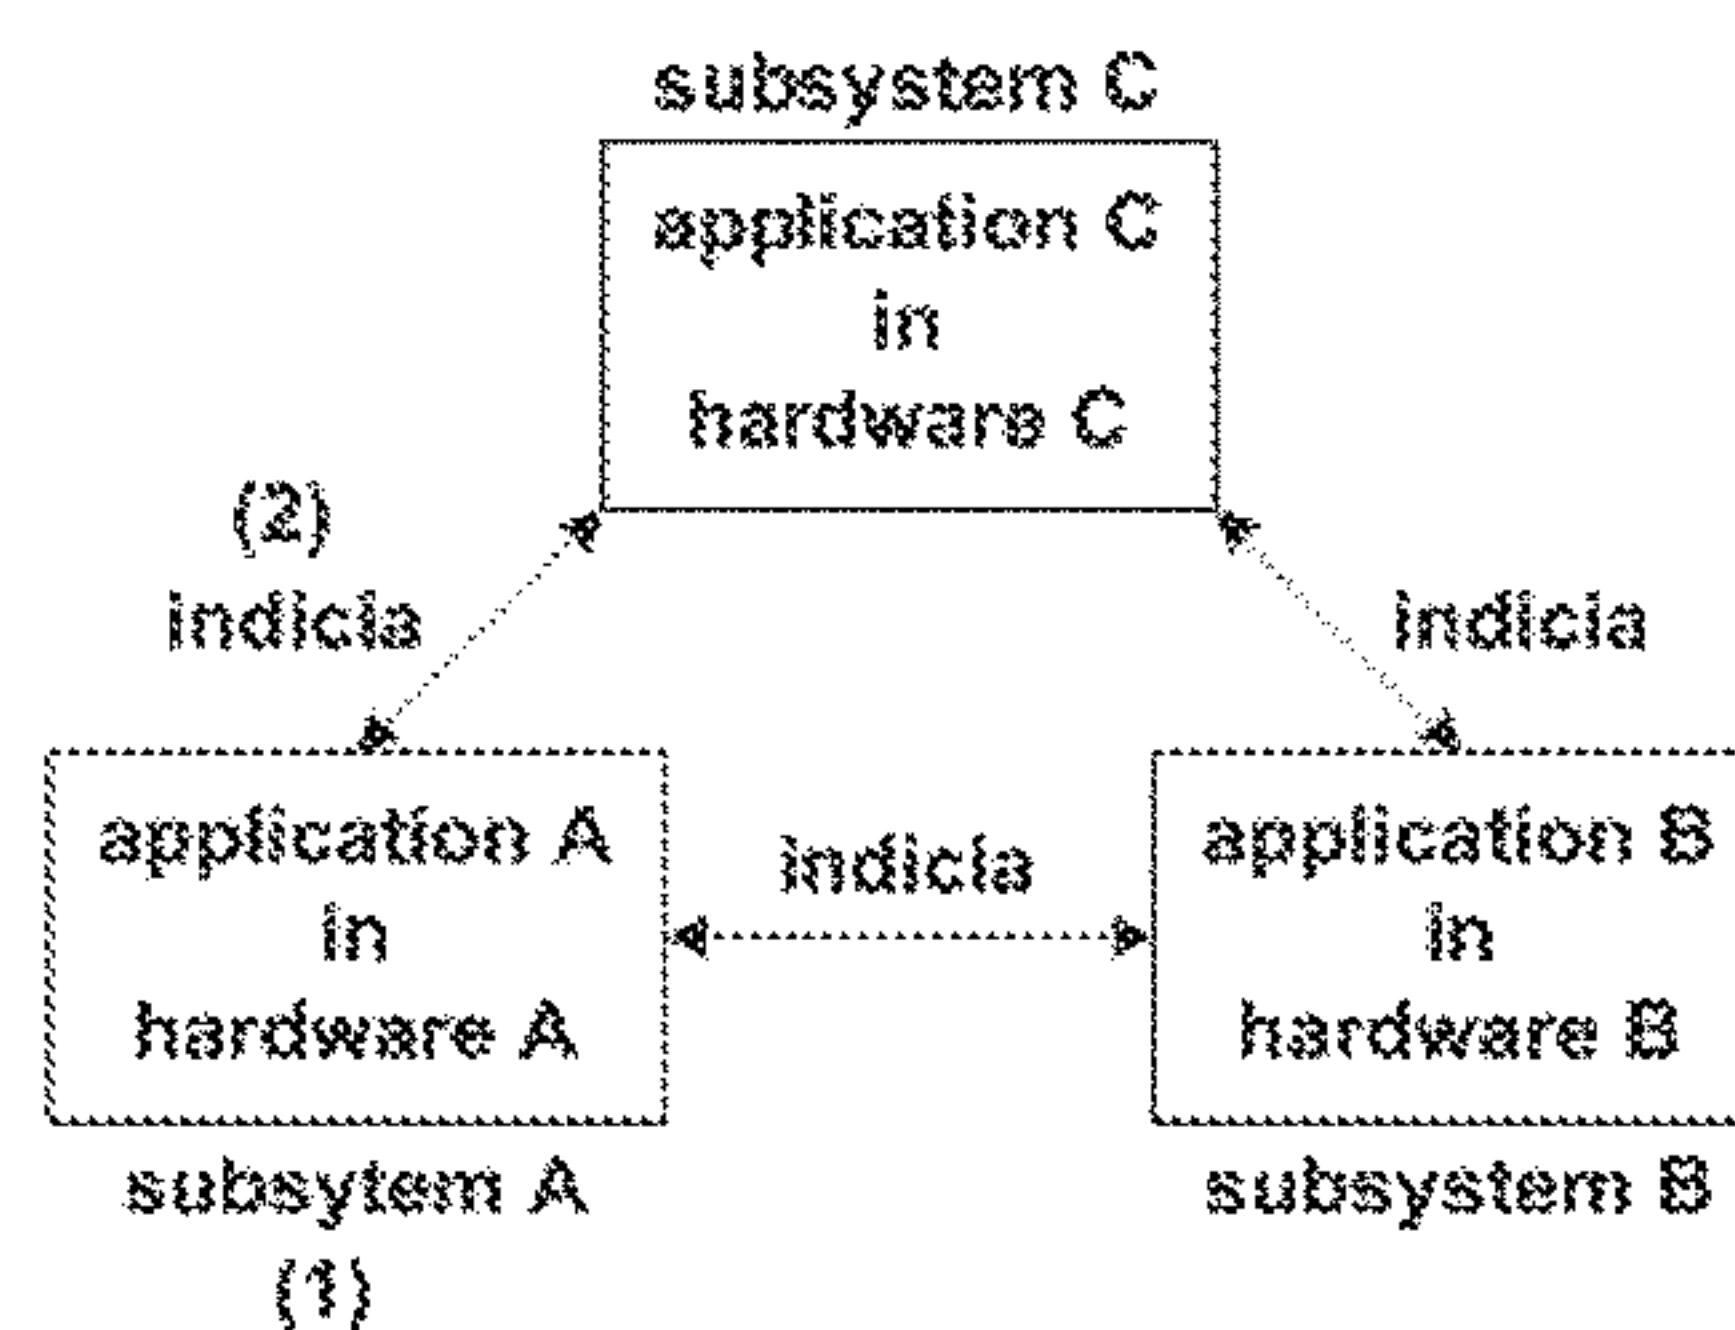 subsystem C
application C
in
hardware C
(2)
indicia
indicia
application A
in
hardware A
indicia
application B
in
hardware B
subsytem A
(1)
subsystem B